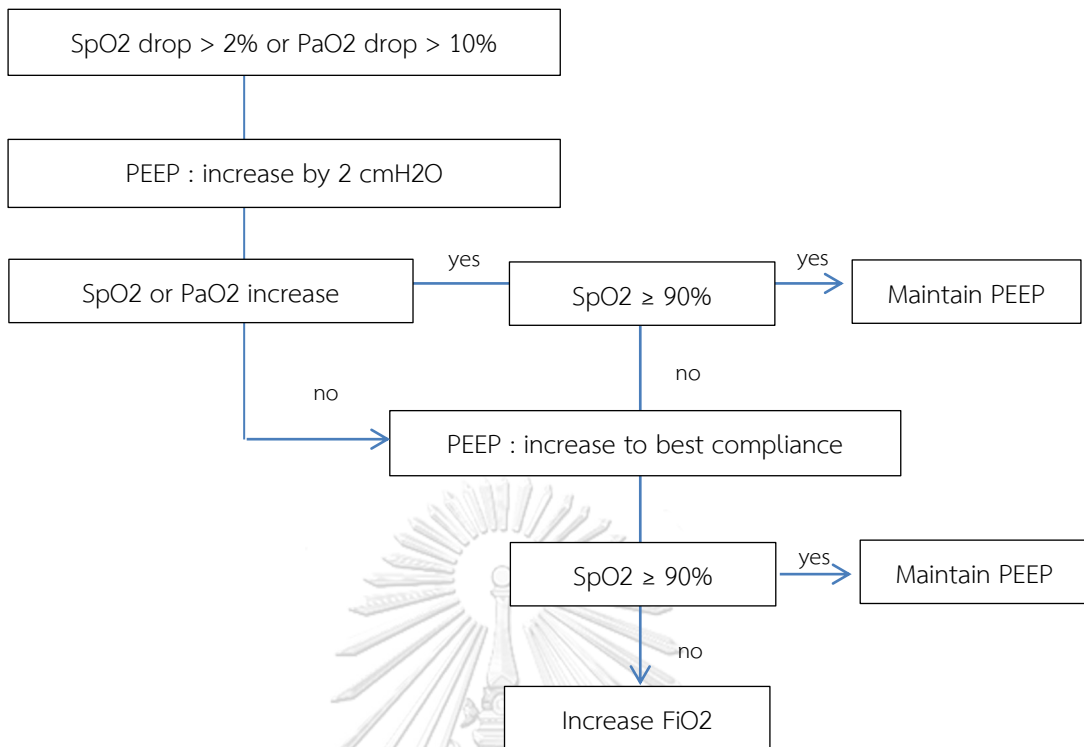 SpO2 drop > 2% or PaO2 drop > 10%
PEEP : increase by 2 cmH2O
SpO2 or PaO2 increase
yes
SpO2 ≥ 90%
yes
Maintain PEEP
no
no
PEEP : increase to best compliance
SpO2 ≥ 90%
yes
Maintain PEEP
no
Increase FiO2